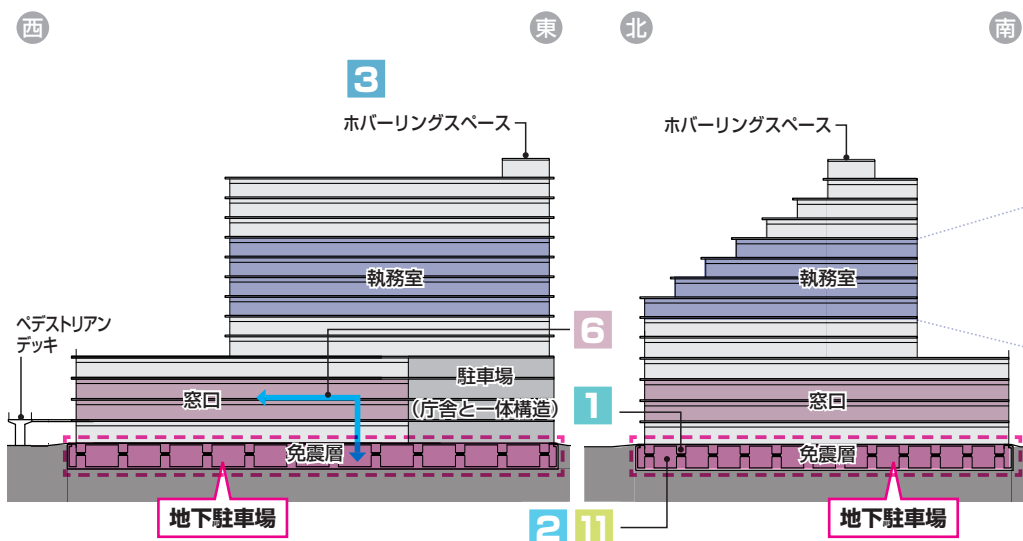 西
東
北
南
3
ホバーリングスペース
ホバーリングスペース
執務室
執務室
ペデストリアン
デッキ
6
駐車場
(庁舎と一体構造)
窓口
窓口
1
免震層
免震層
地下駐車場
地下駐車場
2 11